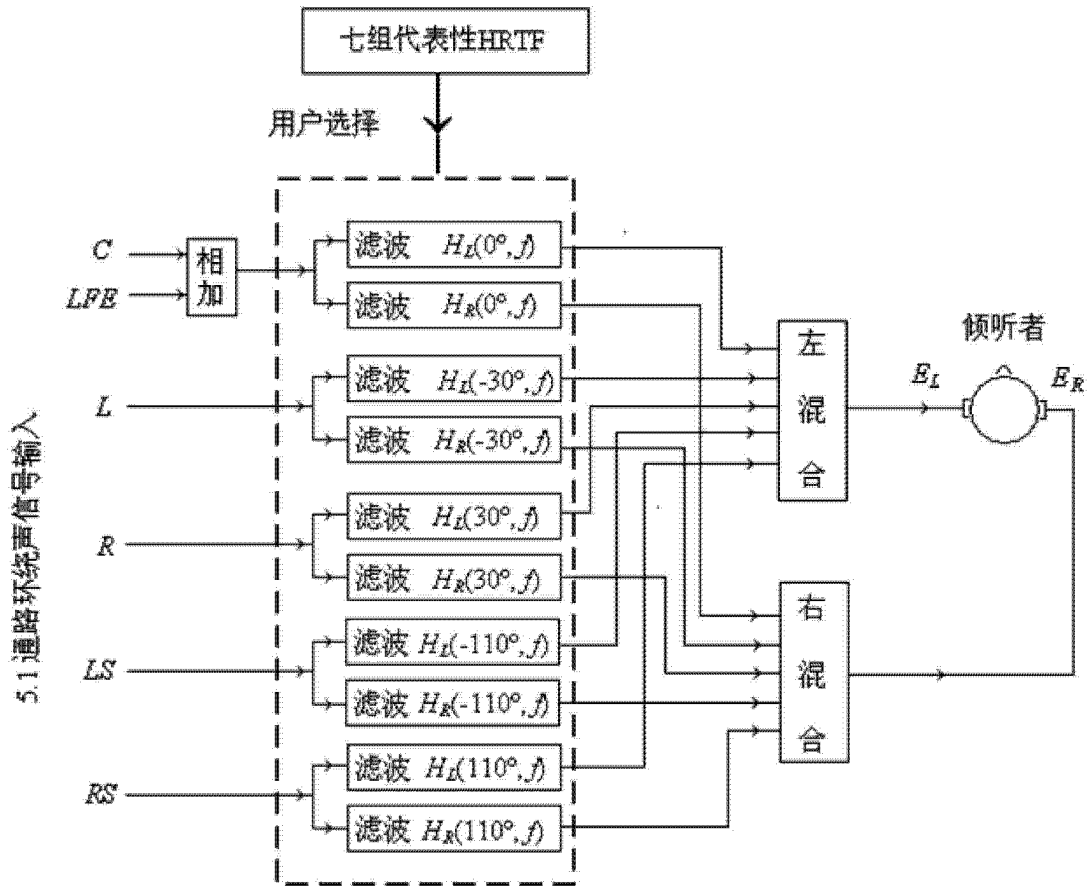 七组代表性HRTF
用户选择
5.1通路环绕声信号输入
C
LFE
相加
滤波 H_L(0°,f)
滤波 H_R(0°,f)
L
滤波 H_L(-30°,f)
滤波 H_R(-30°,f)
R
滤波 H_L(30°,f)
滤波 H_R(30°,f)
LS
滤波 H_L(-110°,f)
滤波 H_R(-110°,f)
RS
滤波 H_L(110°,f)
滤波 H_R(110°,f)
左混合
右混合
倾听者
E_L
E_R